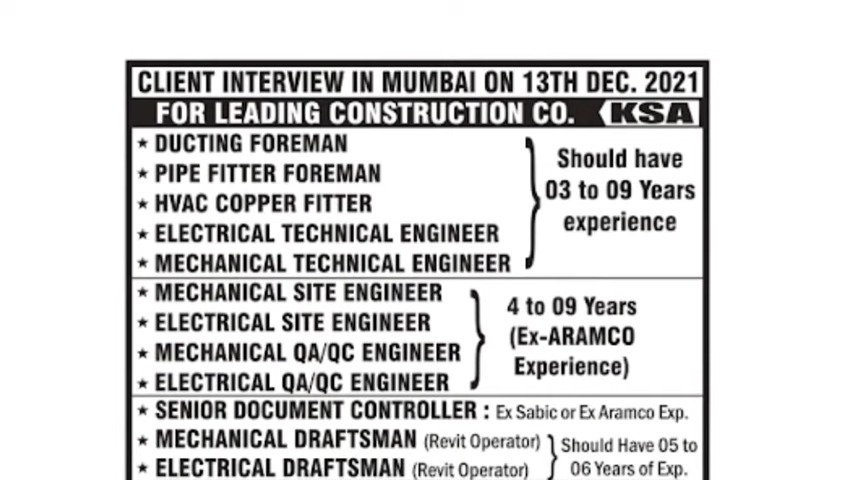 CLIENT INTERVIEW IN MUMBAI ON 13TH DEC. 2021
FOR LEADING CONSTRUCTION CO. KSA
★ DUCTING FOREMAN
★ PIPE FITTER FOREMAN
★ HVAC COPPER FITTER
★ ELECTRICAL TECHNICAL ENGINEER
★ MECHANICAL TECHNICAL ENGINEER
Should have
03 to 09 Years
experience
★ MECHANICAL SITE ENGINEER
★ ELECTRICAL SITE ENGINEER
★ MECHANICAL QA/QC ENGINEER
★ ELECTRICAL QA/QC ENGINEER
4 to 09 Years
(Ex-ARAMCO
Experience)
★ SENIOR DOCUMENT CONTROLLER : Ex Sabic or Ex Aramco Exp.
★ MECHANICAL DRAFTSMAN (Revit Operator)
★ ELECTRICAL DRAFTSMAN (Revit Operator)
Should Have 05 to
06 Years of Exp.